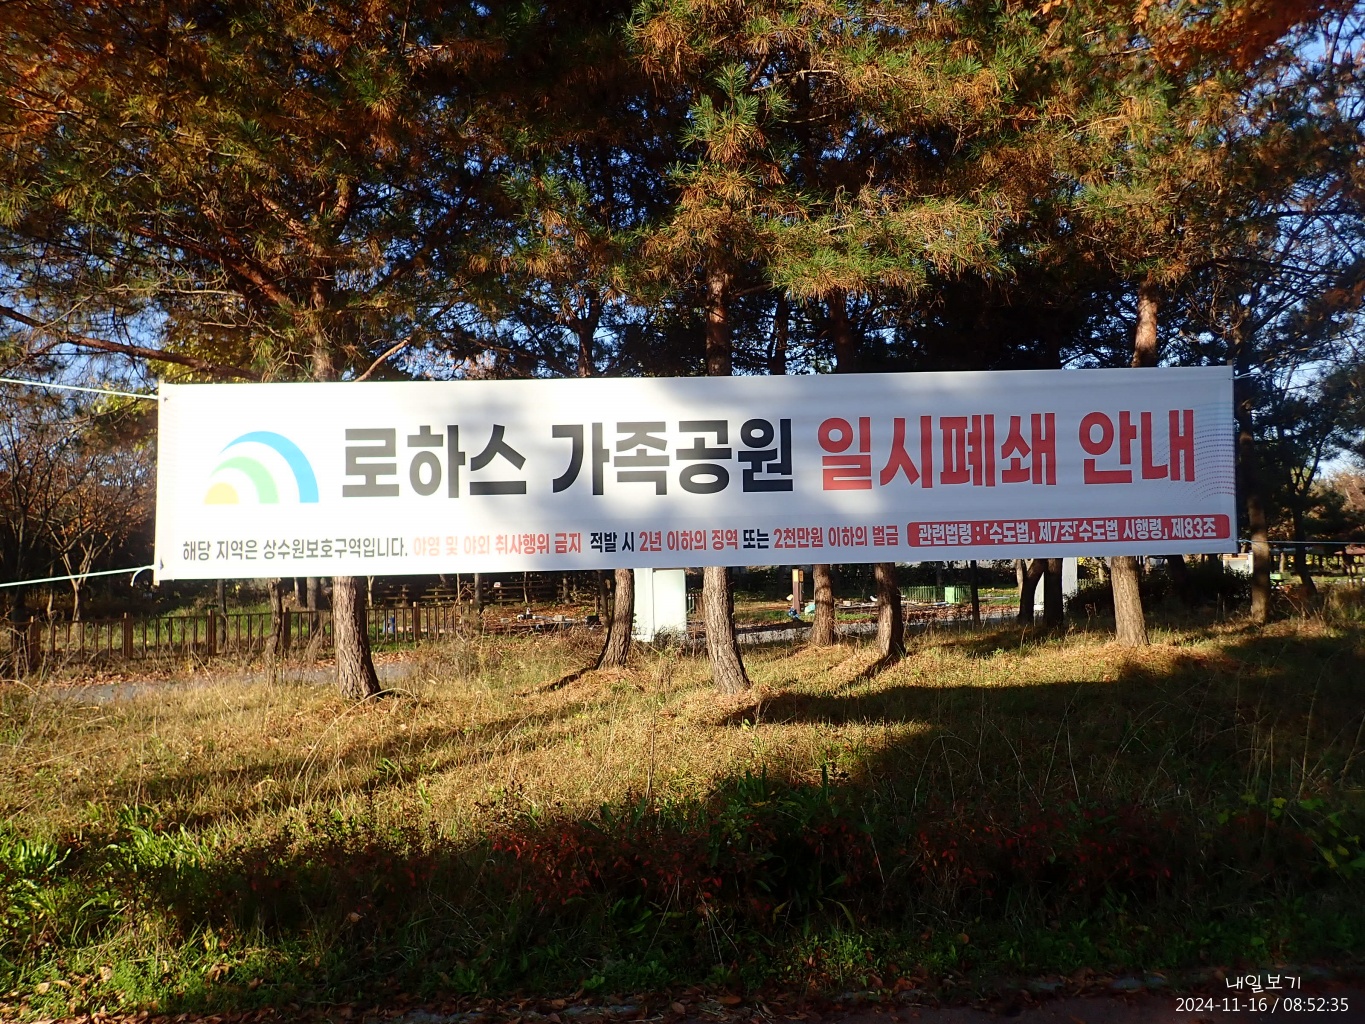 로하스 가족공원 일시폐쇄 안내
해당 지역은 상수원보호구역입니다. 야영 및 야외 취사행위 금지 적발 시 2년 이하의 징역 또는 2천만원 이하의 벌금 관련법령 : 「수도법」 제7조 「수도법 시행령」 제83조
내일보기
2024-11-16 / 08:52:35